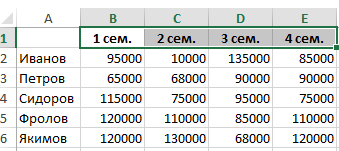 A B C D E
1 1 сем. 2 сем. 3 сем. 4 сем.
2 Иванов 95000 10000 135000 85000
3 Петров 65000 68000 90000 90000
4 Сидоров 115000 75000 95000 75000
5 Фролов 120000 110000 85000 110000
6 Якимов 120000 130000 68000 120000